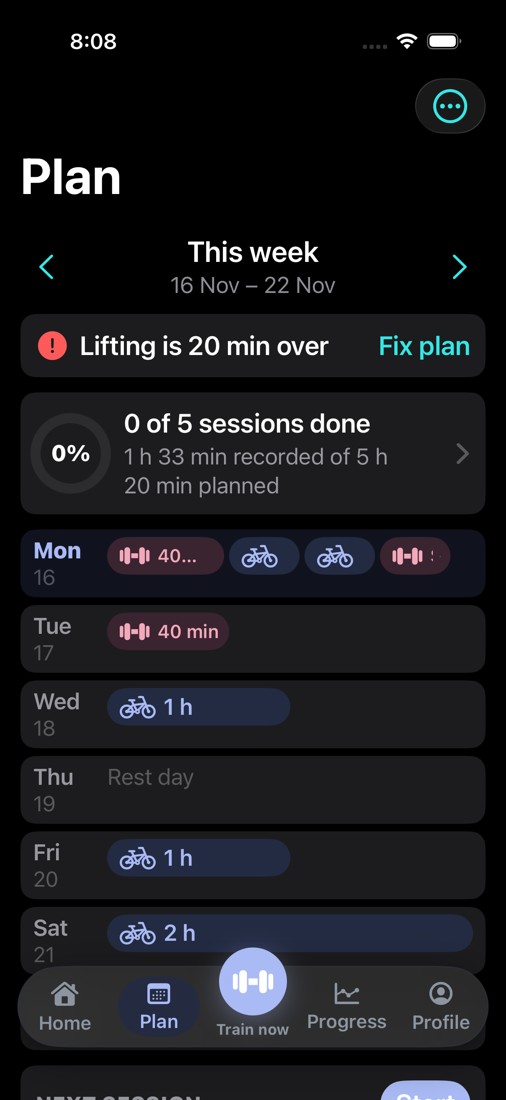 8:08
Plan
This week
16 Nov – 22 Nov
! Lifting is 20 min over Fix plan
0%
0 of 5 sessions done
1 h 33 min recorded of 5 h
20 min planned
Mon
16
40...
Tue
17
40 min
Wed
18
1 h
Thu
19
Rest day
Fri
20
1 h
Sat
21
2 h
Home
Plan
Train now
Progress
Profile
NEXT SESSION
Start